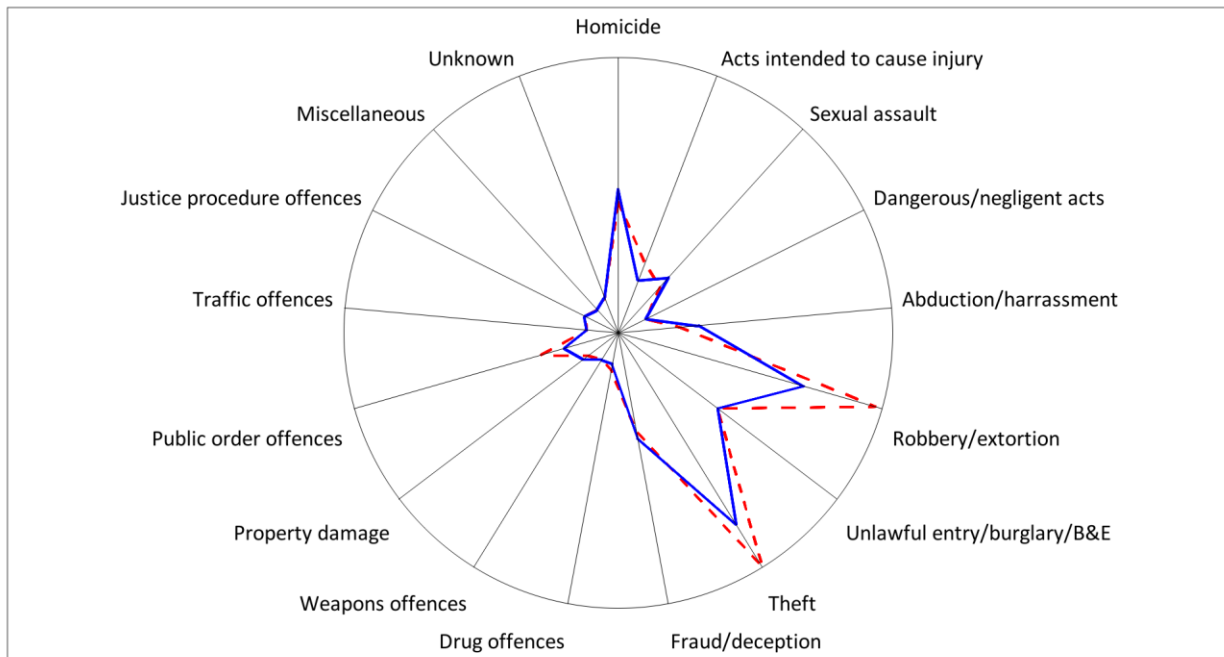 Homicide
Unknown
Acts intended to cause injury
Miscellaneous
Sexual assault
Justice procedure offences
Dangerous/negligent acts
Traffic offences
Abduction/harrassment
Public order offences
Robbery/extortion
Property damage
Unlawful entry/burglary/B&E
Weapons offences
Theft
Drug offences
Fraud/deception